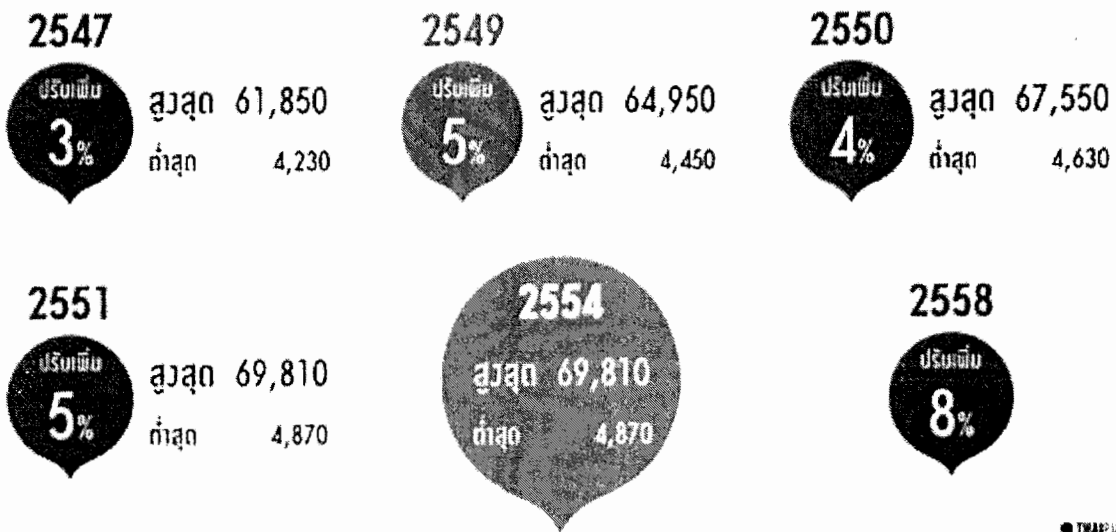 2547
ปรับเพิ่ม
3%
สูงสุด 61,850
ต่ำสุด 4,230
2549
ปรับเพิ่ม
5%
สูงสุด 64,950
ต่ำสุด 4,450
2550
ปรับเพิ่ม
4%
สูงสุด 67,550
ต่ำสุด 4,630
2551
ปรับเพิ่ม
5%
สูงสุด 69,810
ต่ำสุด 4,870
2554
สูงสุด 69,810
ต่ำสุด 4,870
2558
ปรับเพิ่ม
8%